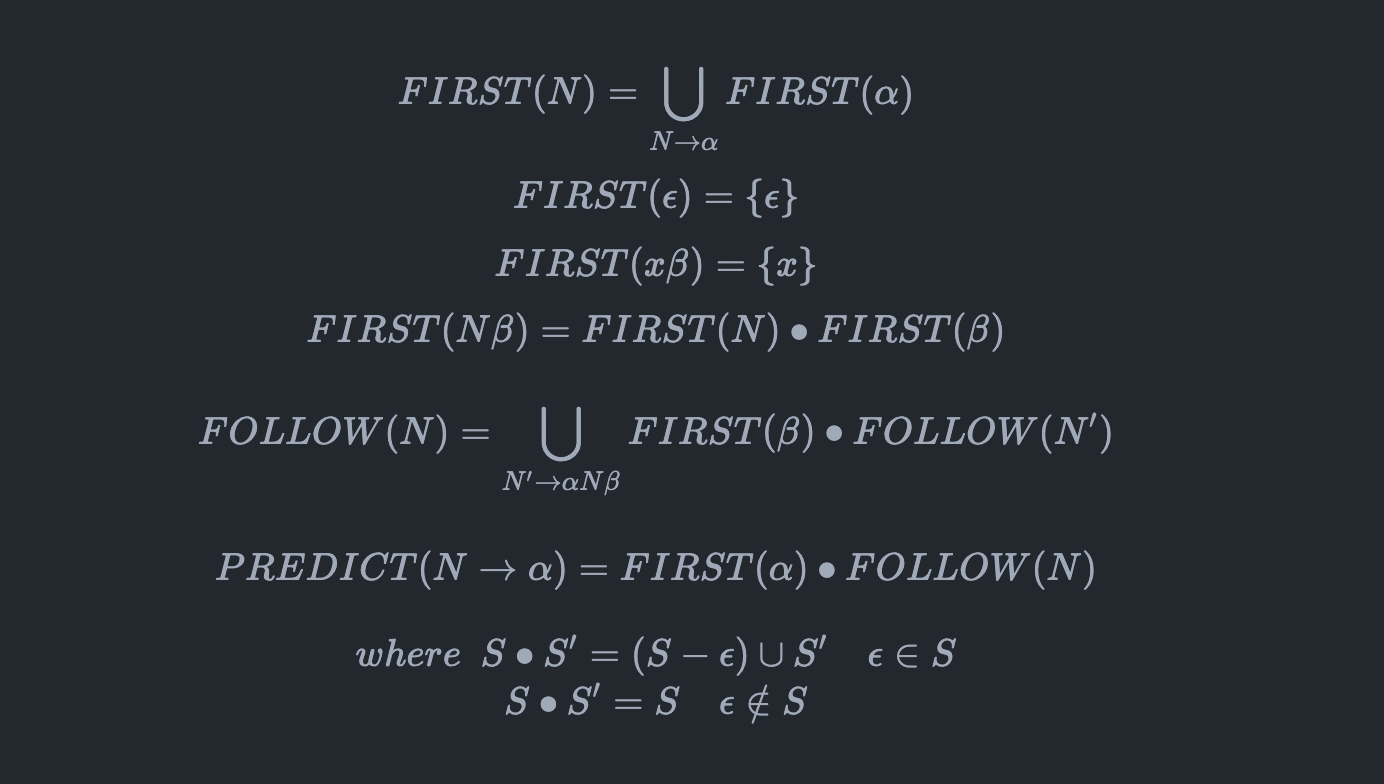 FIRST(N) = ⋃ FIRST(α)
N→α
FIRST(ϵ) = {ϵ}
FIRST(xβ) = {x}
FIRST(Nβ) = FIRST(N) • FIRST(β)
FOLLOW(N) = ⋃ FIRST(β) • FOLLOW(N′)
N′→αNβ
PREDICT(N → α) = FIRST(α) • FOLLOW(N)
where S • S′ = (S − ϵ) ∪ S′ ϵ ∈ S
S • S′ = S ϵ ∉ S